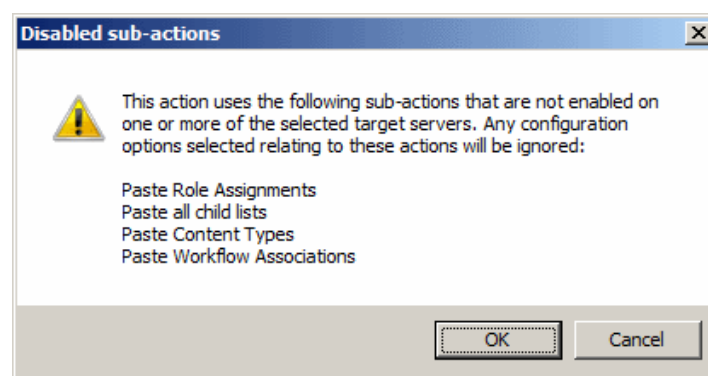 Disabled sub-actions
This action uses the following sub-actions that are not enabled on
one or more of the selected target servers. Any configuration
options selected relating to these actions will be ignored:
Paste Role Assignments
Paste all child lists
Paste Content Types
Paste Workflow Associations
OK
Cancel